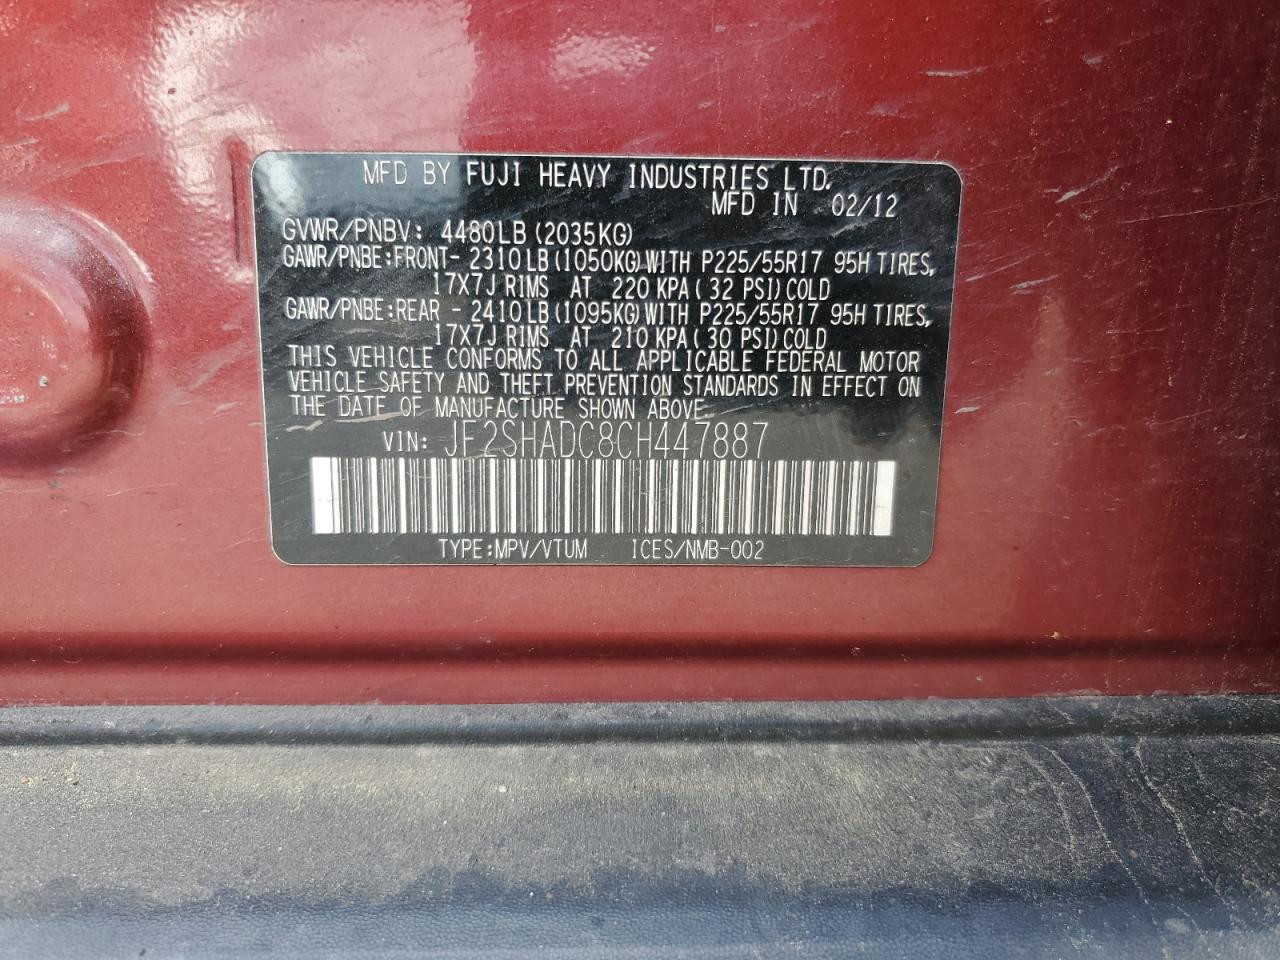 MFD BY FUJI HEAVY INDUSTRIES LTD.
MFD IN 02/12
GVWR/PNBV: 4480LB (2035KG)
GAWR/PNBE:FRONT- 2310LB(1050KG)WITH P225/55R17 95H TIRES,
17X7J RIMS AT 220 KPA(32 PSI)COLD
GAWR/PNBE:REAR - 2410LB(1095KG)WITH P225/55R17 95H TIRES,
17X7J RIMS AT 210 KPA(30 PSI)COLD
THIS VEHICLE CONFORMS TO ALL APPLICABLE FEDERAL MOTOR
VEHICLE SAFETY AND THEFT PREVENTION STANDARDS IN EFFECT ON
THE DATE OF MANUFACTURE SHOWN ABOVE.
VIN: JF2SHADC8CH447887
TYPE:MPV/VTUM ICES/NMB-002